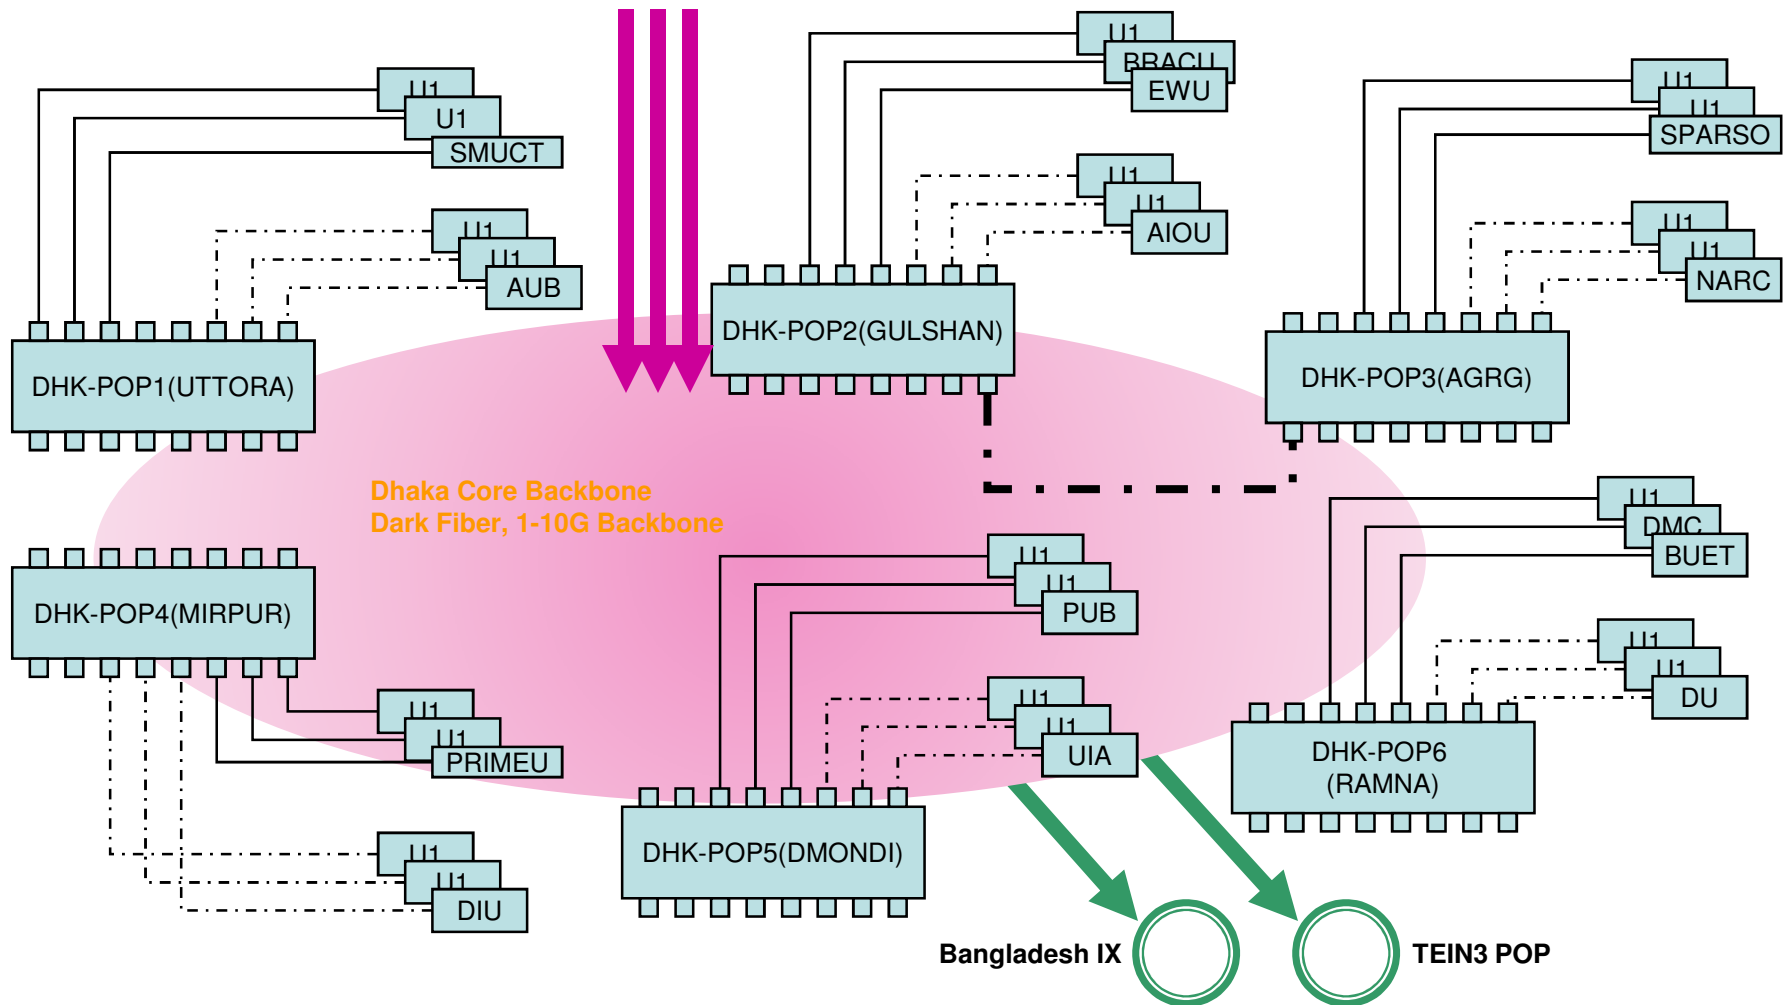 U1
BRACU
EWU
U1
U1
SMUCT
U1
U1
SPARSO
U1
U1
AIOU
U1
U1
AUB
U1
U1
NARC
DHK-POP1(UTTORA)
DHK-POP2(GULSHAN)
DHK-POP3(AGRG)
Dhaka Core Backbone
Dark Fiber, 1-10G Backbone
U1
DMC
BUET
DHK-POP4(MIRPUR)
U1
U1
PUB
U1
U1
DU
U1
U1
PRIMEU
U1
U1
UIA
DHK-POP5(DMONDI)
DHK-POP6
(RAMNA)
U1
U1
DIU
Bangladesh IX
TEIN3 POP